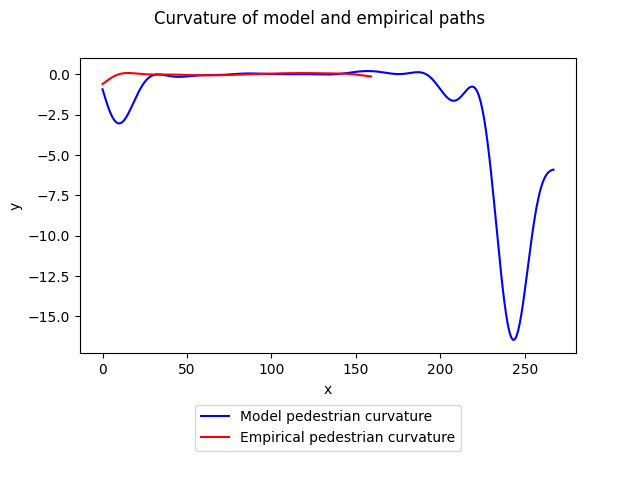 Curvature of model and empirical paths
0.0
−2.5
−5.0
−7.5
−10.0
−12.5
−15.0
y
0 50 100 150 200 250
x
Model pedestrian curvature
Empirical pedestrian curvature